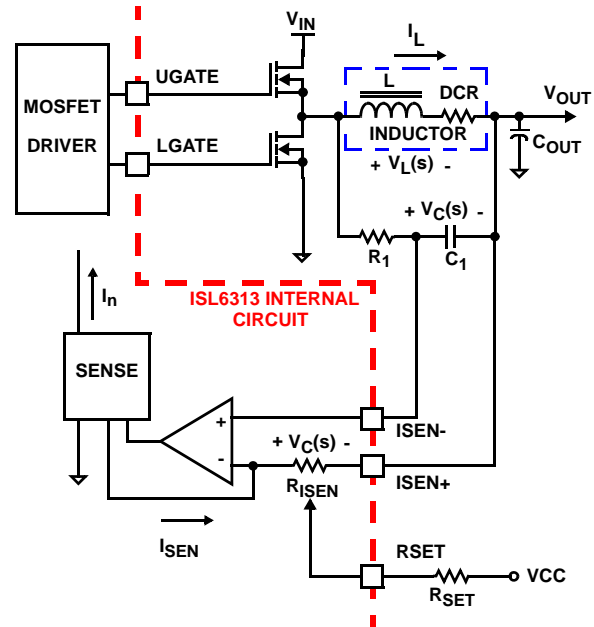 VIN
IL
UGATE
L
DCR
VOUT
MOSFET
DRIVER
INDUCTOR
COUT
LGATE
+ VL(s) -
+ VC(s) -
R1
C1
In
ISL6313 INTERNAL
CIRCUIT
SENSE
+
-
ISEN-
+ VC(s) -
RISEN
ISEN+
ISEN
RSET
VCC
RSET